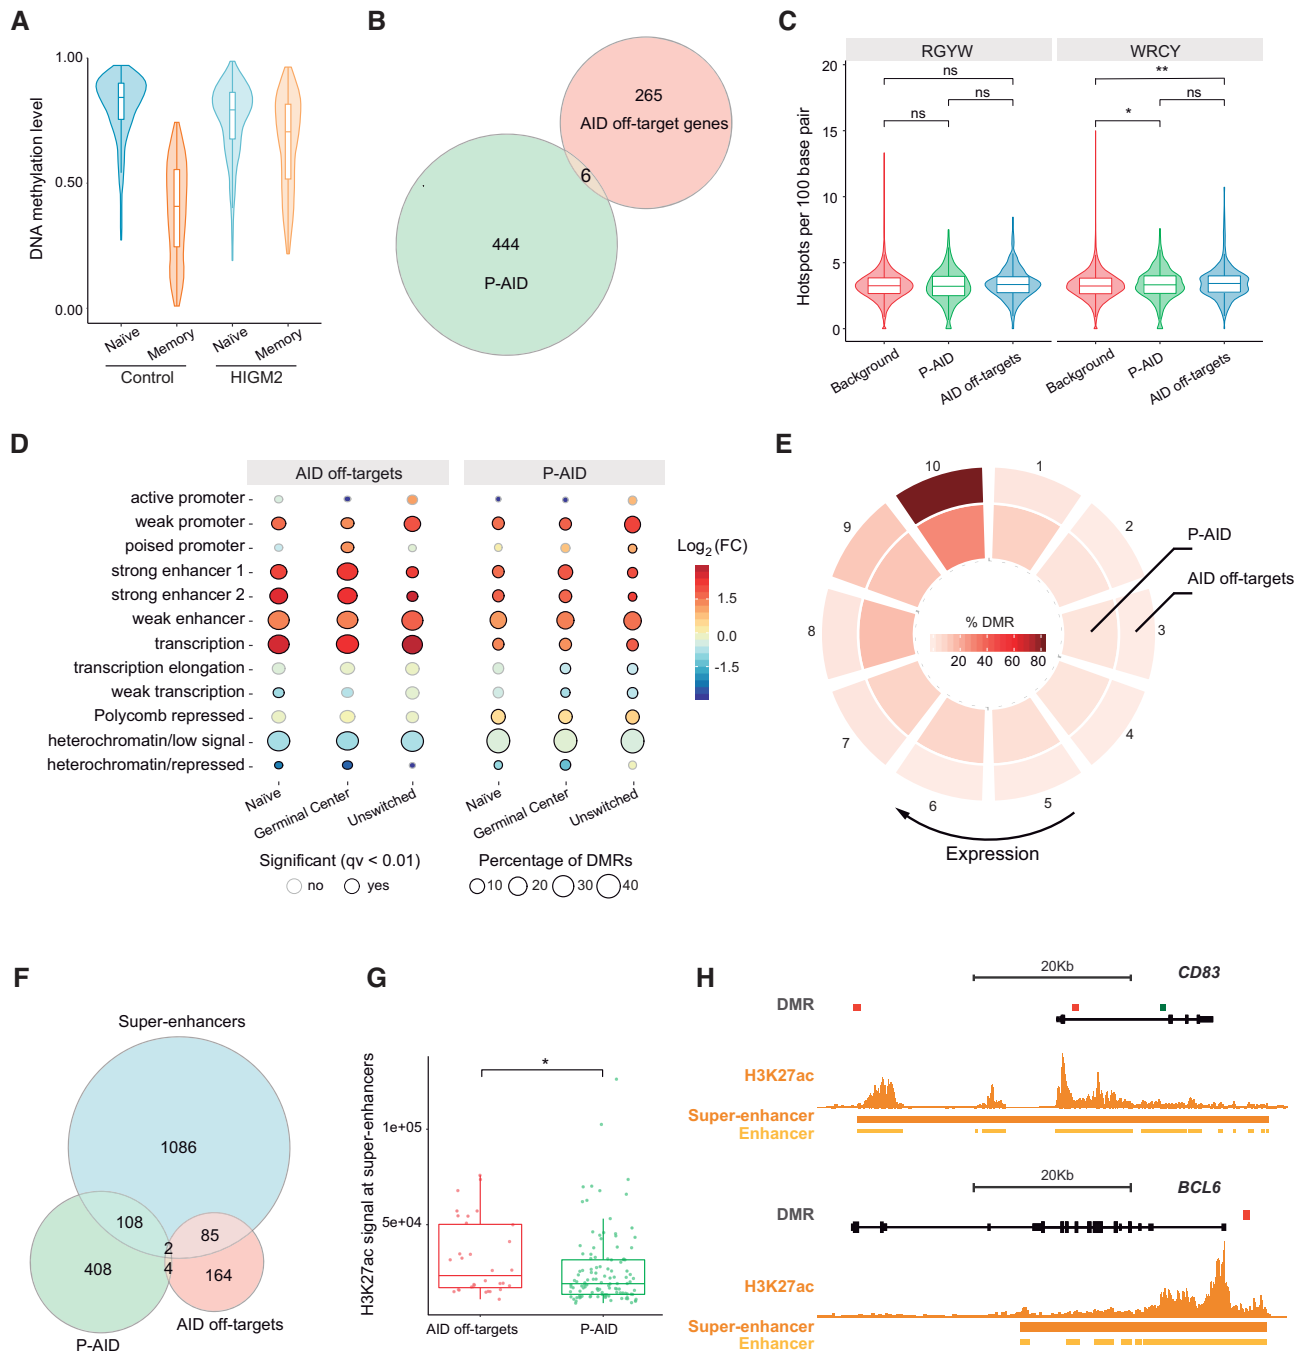 A
DNA methylation level
1.00
0.50
0.00
Naïve
Memory
Naïve
Memory
Control
HIGM2
B
265
AID off-target genes
6
444
P-AID
C
RGYW
WRCY
Hotspots per 100 base pair
20
15
10
5
0
ns
ns
ns
**
ns
*
Background
P-AID
AID off-targets
Background
P-AID
AID off-targets
D
AID off-targets
P-AID
active promoter
weak promoter
poised promoter
strong enhancer 1
strong enhancer 2
weak enhancer
transcription
transcription elongation
weak transcription
Polycomb repressed
heterochromatin/low signal
heterochromatin/repressed
Naïve
Germinal Center
Unswitched
Naïve
Germinal Center
Unswitched
Log2 (FC)
1.5
0.0
-1.5
Significant (qv < 0.01)
no
yes
Percentage of DMRs
10
20
30
40
E
10
1
2
3
4
5
6
7
8
9
P-AID
AID off-targets
% DMR
20 40 60 80
Expression
F
Super-enhancers
1086
108
2
85
4
408
164
AID off-targets
P-AID
G
H3K27ac signal at super-enhancers
1e+05
5e+04
*
AID off-targets
P-AID
H
20Kb
CD83
DMR
H3K27ac
Super-enhancer
Enhancer
20Kb
BCL6
DMR
H3K27ac
Super-enhancer
Enhancer